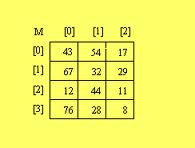 M [0] [1] [2]
[0] 43 54 17
[1] 67 32 29
[2] 12 44 11
[3] 76 28 8